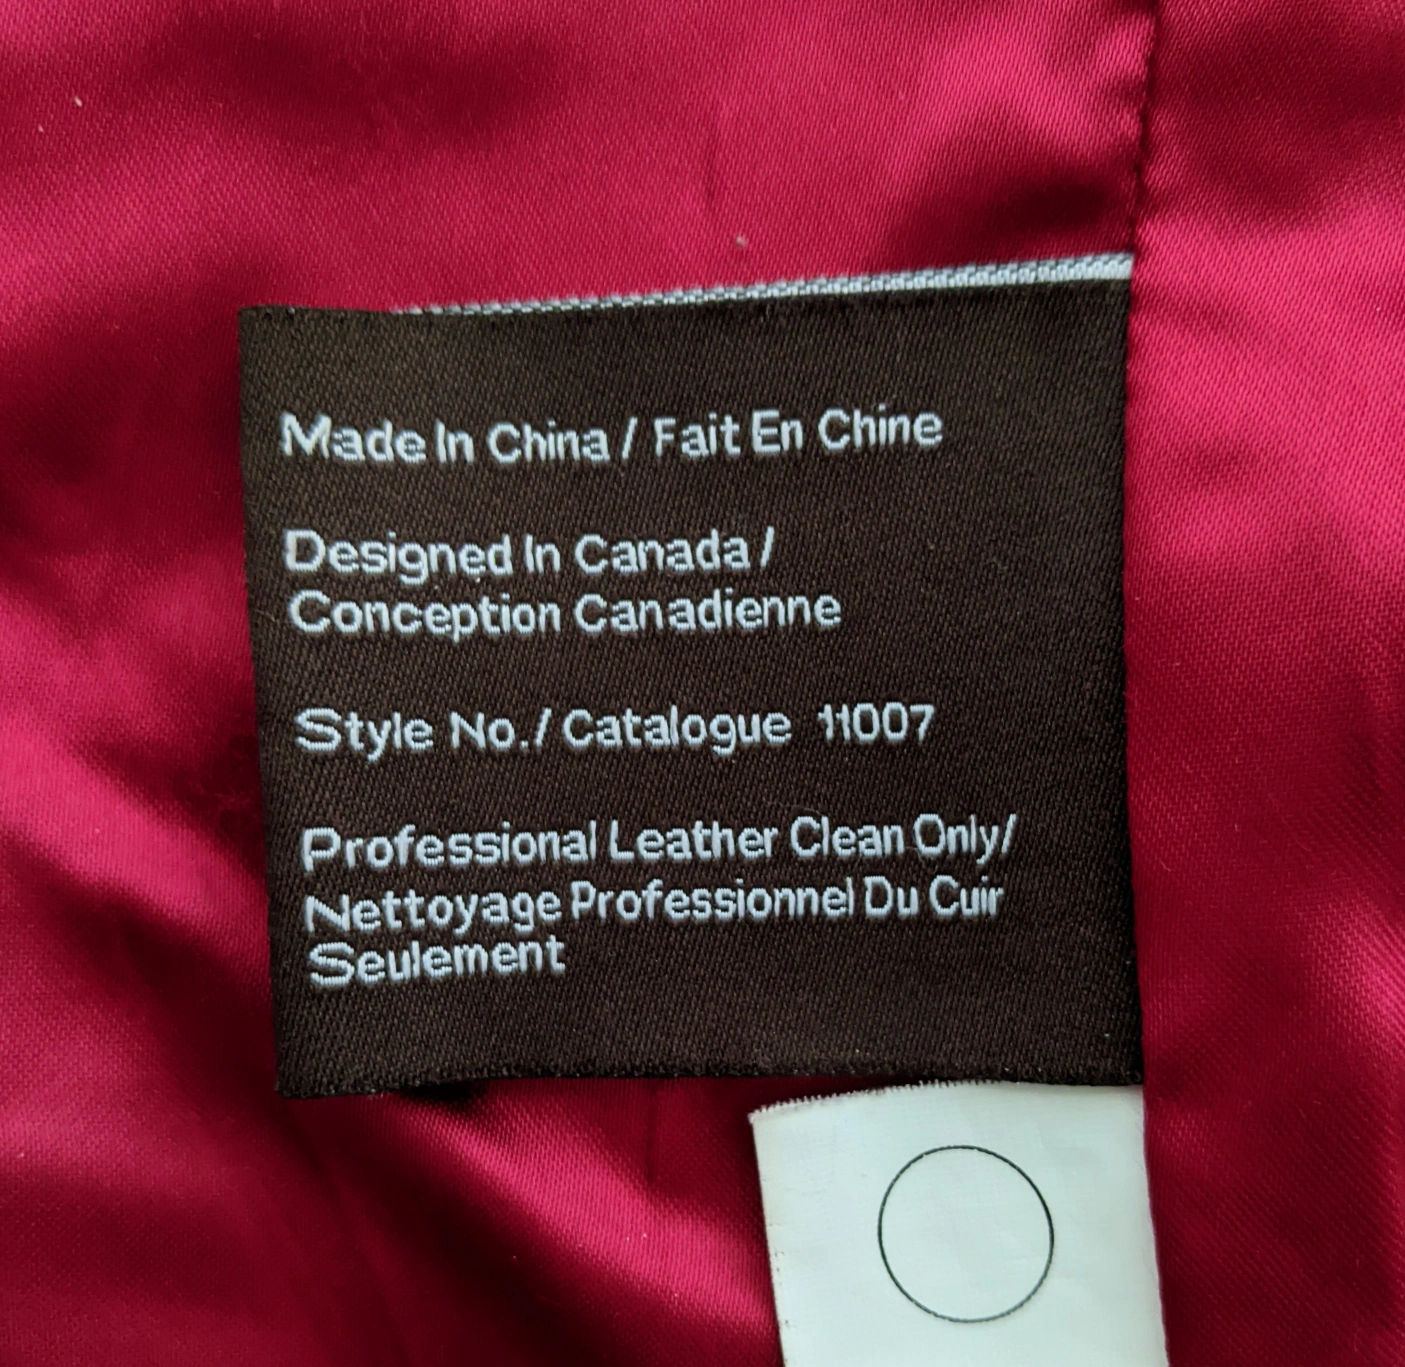 Made In China / Fait En Chine
Designed In Canada /
Conception Canadienne
Style No./ Catalogue 11007
Professional Leather Clean Only/
Nettoyage Professionnel Du Cuir
Seulement